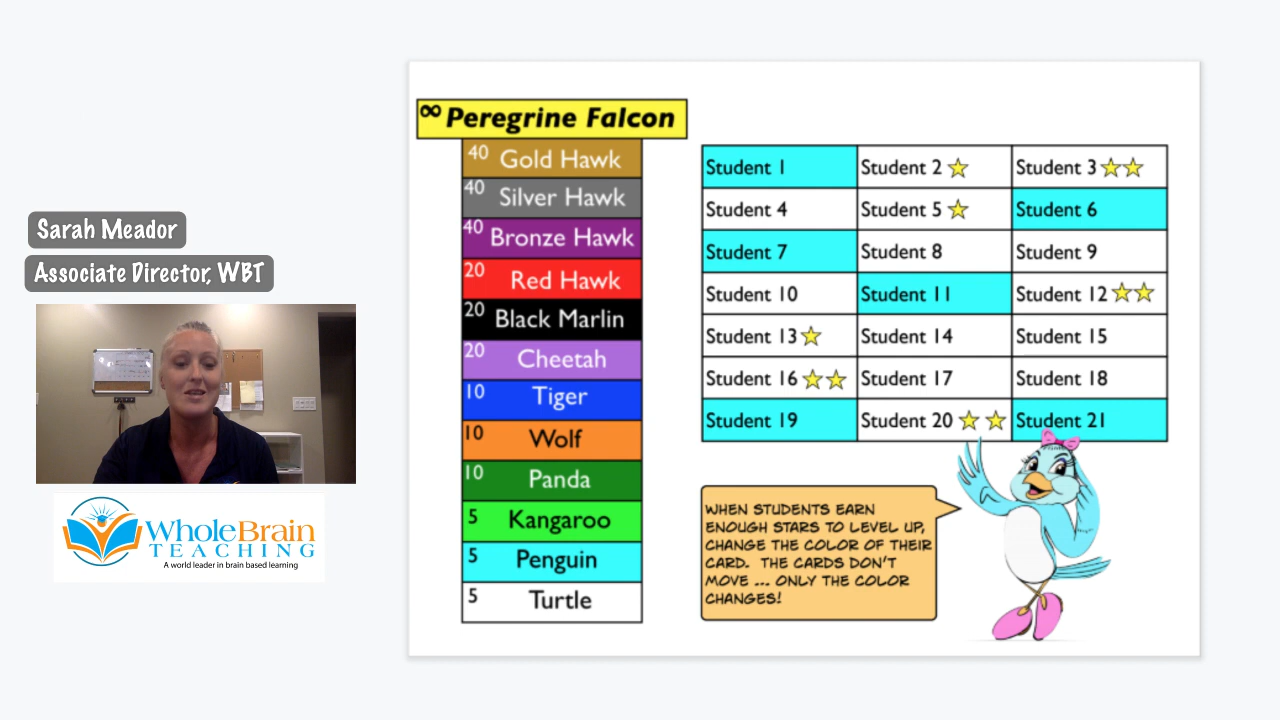 Sarah Meador
Associate Director, WBT
WholeBrain
TEACHING
A world leader in brain based learning
∞ Peregrine Falcon
40 Gold Hawk
40 Silver Hawk
40 Bronze Hawk
20 Red Hawk
20 Black Marlin
20 Cheetah
10 Tiger
10 Wolf
10 Panda
5 Kangaroo
5 Penguin
5 Turtle
Student 1 Student 2 Student 3
Student 4 Student 5 Student 6
Student 7 Student 8 Student 9
Student 10 Student 11 Student 12
Student 13 Student 14 Student 15
Student 16 Student 17 Student 18
Student 19 Student 20 Student 21
WHEN STUDENTS EARN
ENOUGH STARS TO LEVEL UP,
CHANGE THE COLOR OF THEIR
CARD. THE CARDS DON'T
MOVE ... ONLY THE COLOR
CHANGES!